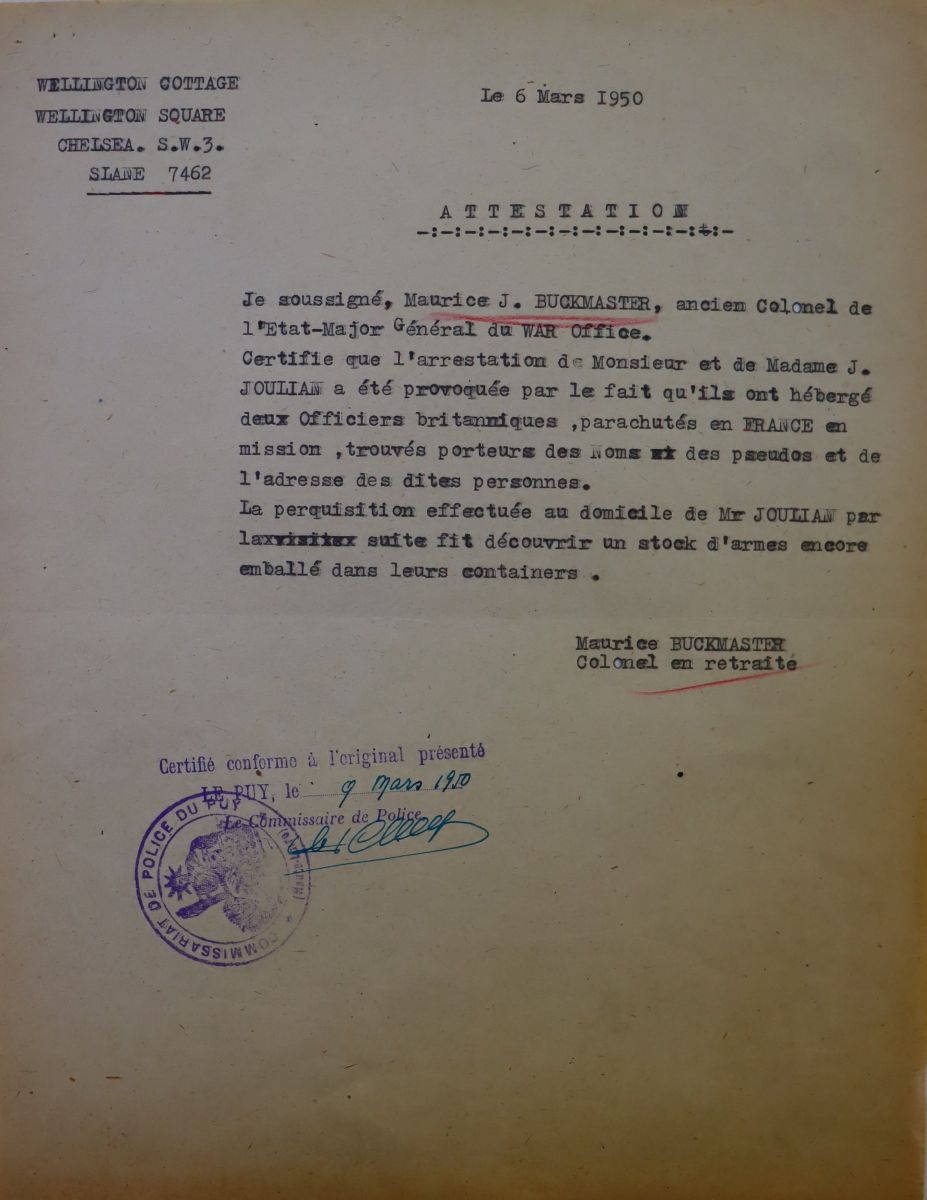 WELLINGTON COTTAGE
WELLINGTON SQUARE
CHELSEA. S.W.3.
SLANE 7462
Le 6 Mars I950
A T T E S T A T I O N
-:-:-:-:-:-:-:-:-:-:-:-:-:-
Je soussigné, Maurice J. BUCKMASTER, ancien Colonel de
l'Etat-Major Général du WAR Office.
Certifie que l'arrestation de Monsieur et de Madame J.
JOULIAN a été provoquée par le fait qu'ils ont hébergé
deux Officiers britanniques ,parachutés en FRANCE en
mission ,trouvés porteurs des Noms des pseudos et de
l'adresse des dites personnes.
La perquisition effectuée au domicile de Mr JOULIAN par
la suite fit découvrir un stock d'armes encore
emballé dans leurs containers .
Maurice BUCKMASTER
Colonel en retraite
Certifié conforme à l'original présenté
LE PUY, le 9 Mars 1950
Le Commissaire de Police
COMMISSARIAT DE POLICE DU PUY